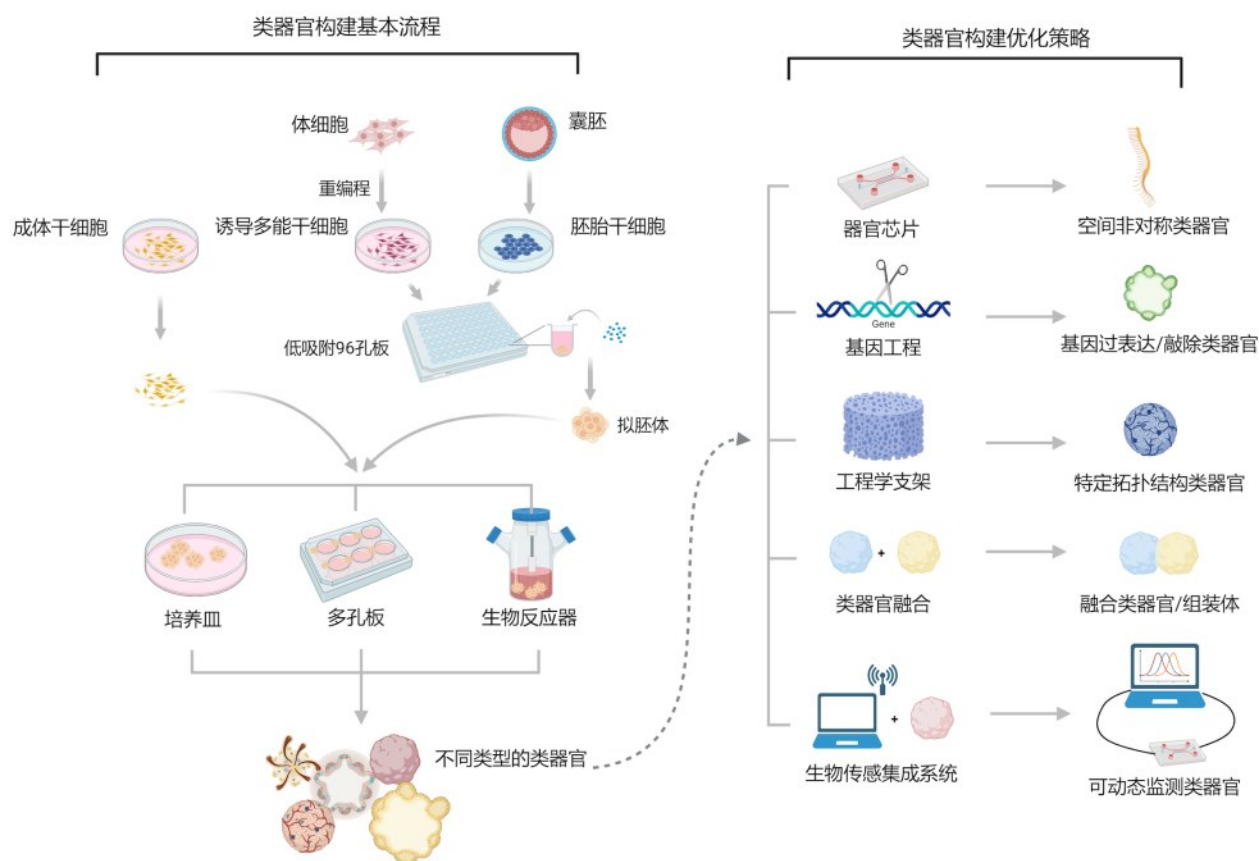 类器官构建基本流程
体细胞
囊胚
重编程
成体干细胞
诱导多能干细胞
胚胎干细胞
低吸附96孔板
拟胚体
培养皿
多孔板
生物反应器
不同类型的类器官
类器官构建优化策略
器官芯片
空间非对称类器官
Gene
基因工程
基因过表达/敲除类器官
工程学支架
特定拓扑结构类器官
+
类器官融合
融合类器官/组装体
+
生物传感集成系统
可动态监测类器官